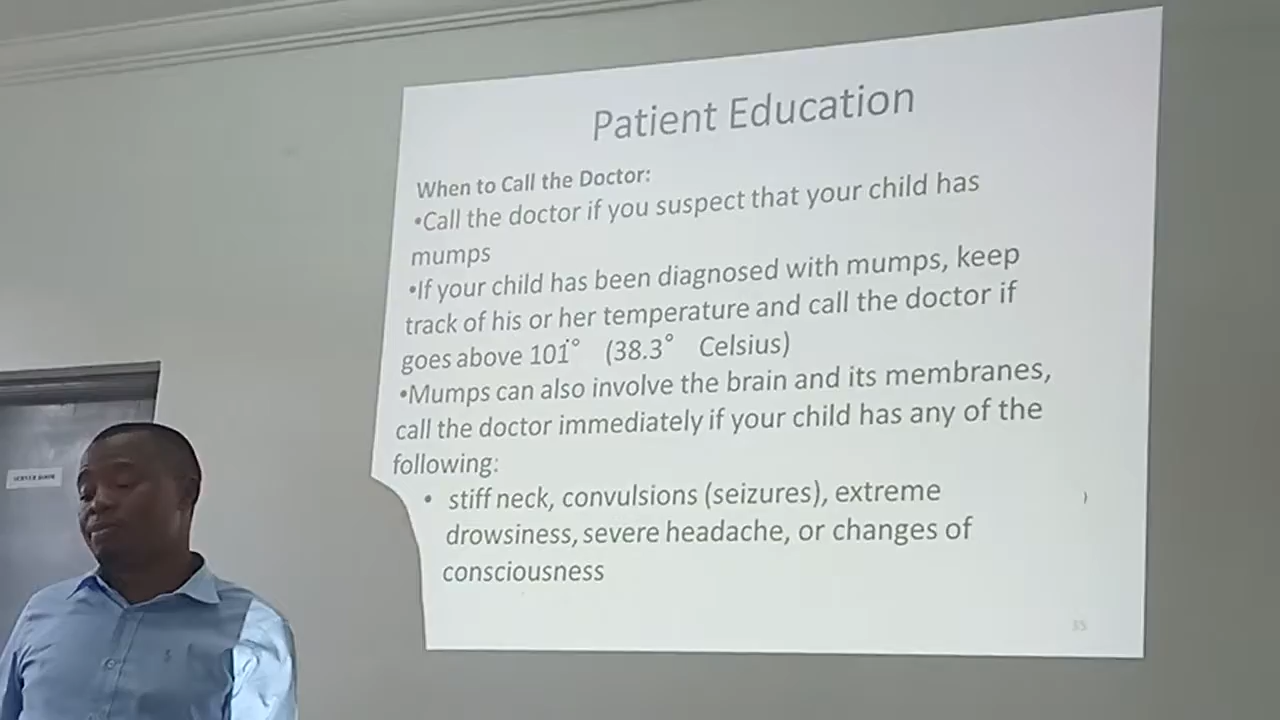 Patient Education
When to Call the Doctor:
•Call the doctor if you suspect that your child has
mumps
•If your child has been diagnosed with mumps, keep
track of his or her temperature and call the doctor if
goes above 101° (38.3° Celsius)
•Mumps can also involve the brain and its membranes,
call the doctor immediately if your child has any of the
following:
• stiff neck, convulsions (seizures), extreme
drowsiness, severe headache, or changes of
consciousness
35
SERVER ROOM